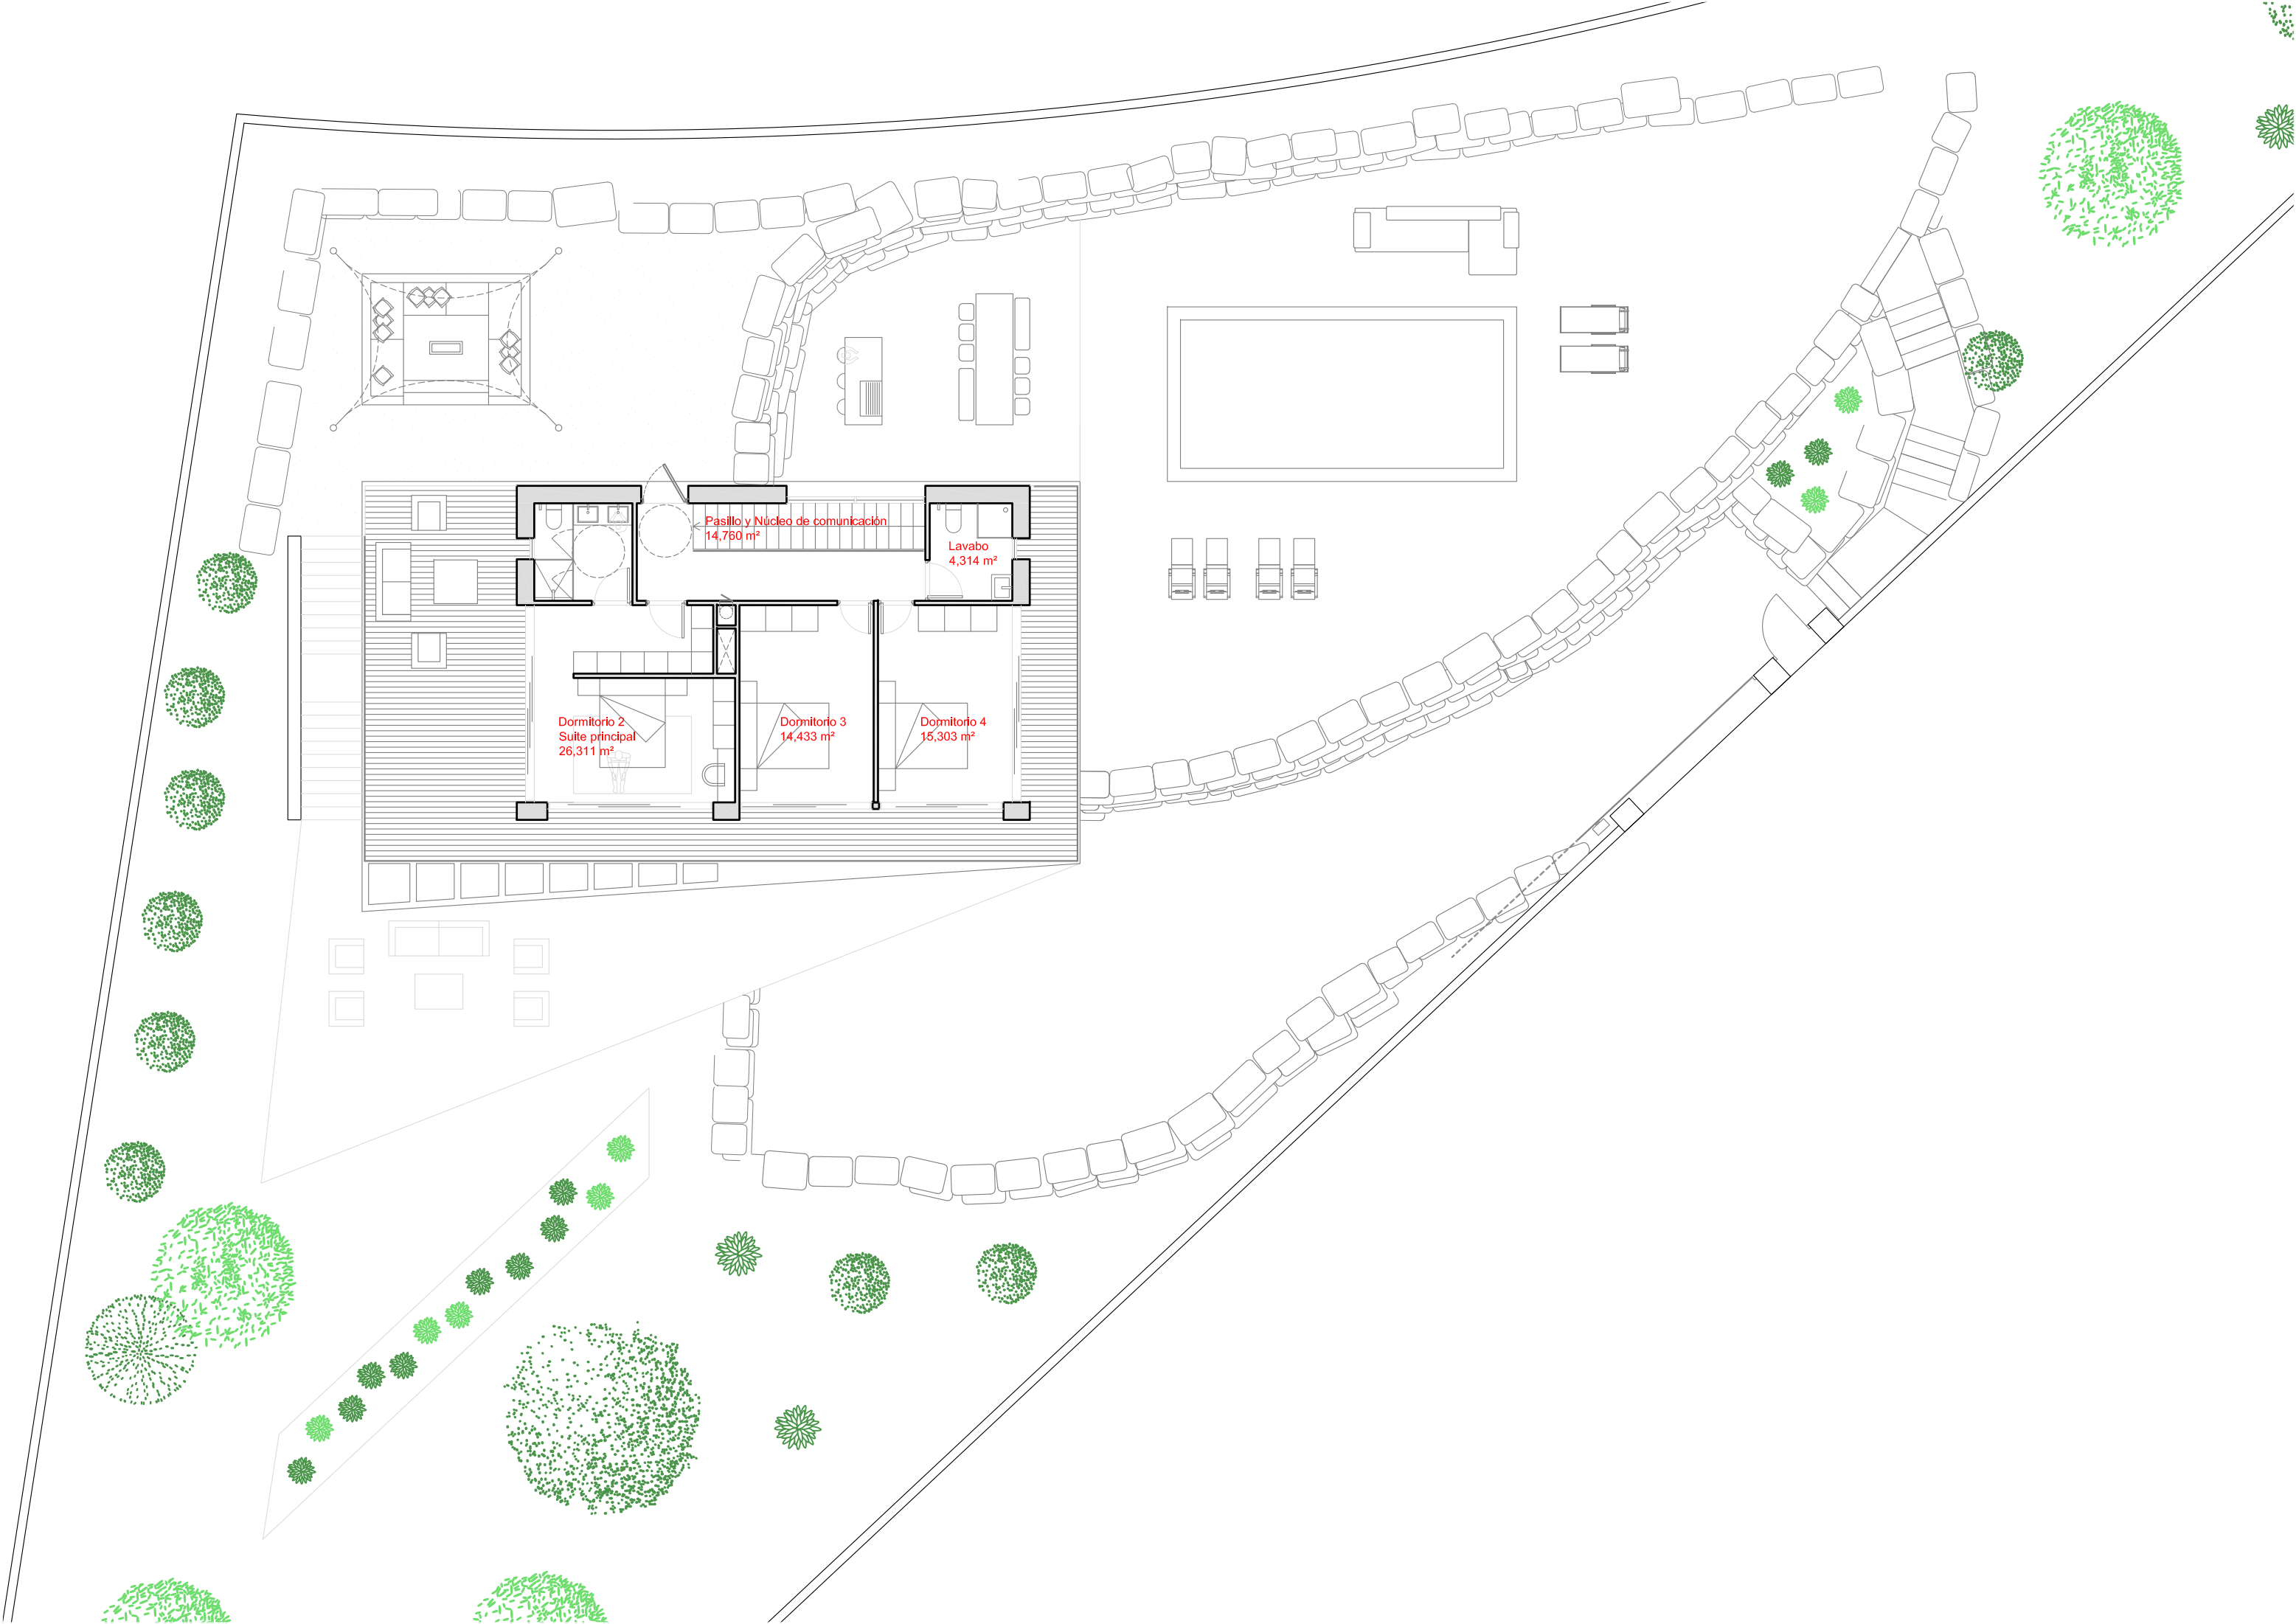 Pasillo y Núcleo de comunicación
14,760 m²
Lavabo
4,314 m²
Dormitorio 2
Suite principal
26,311 m²
Dormitorio 3
14,433 m²
Dormitorio 4
15,303 m²